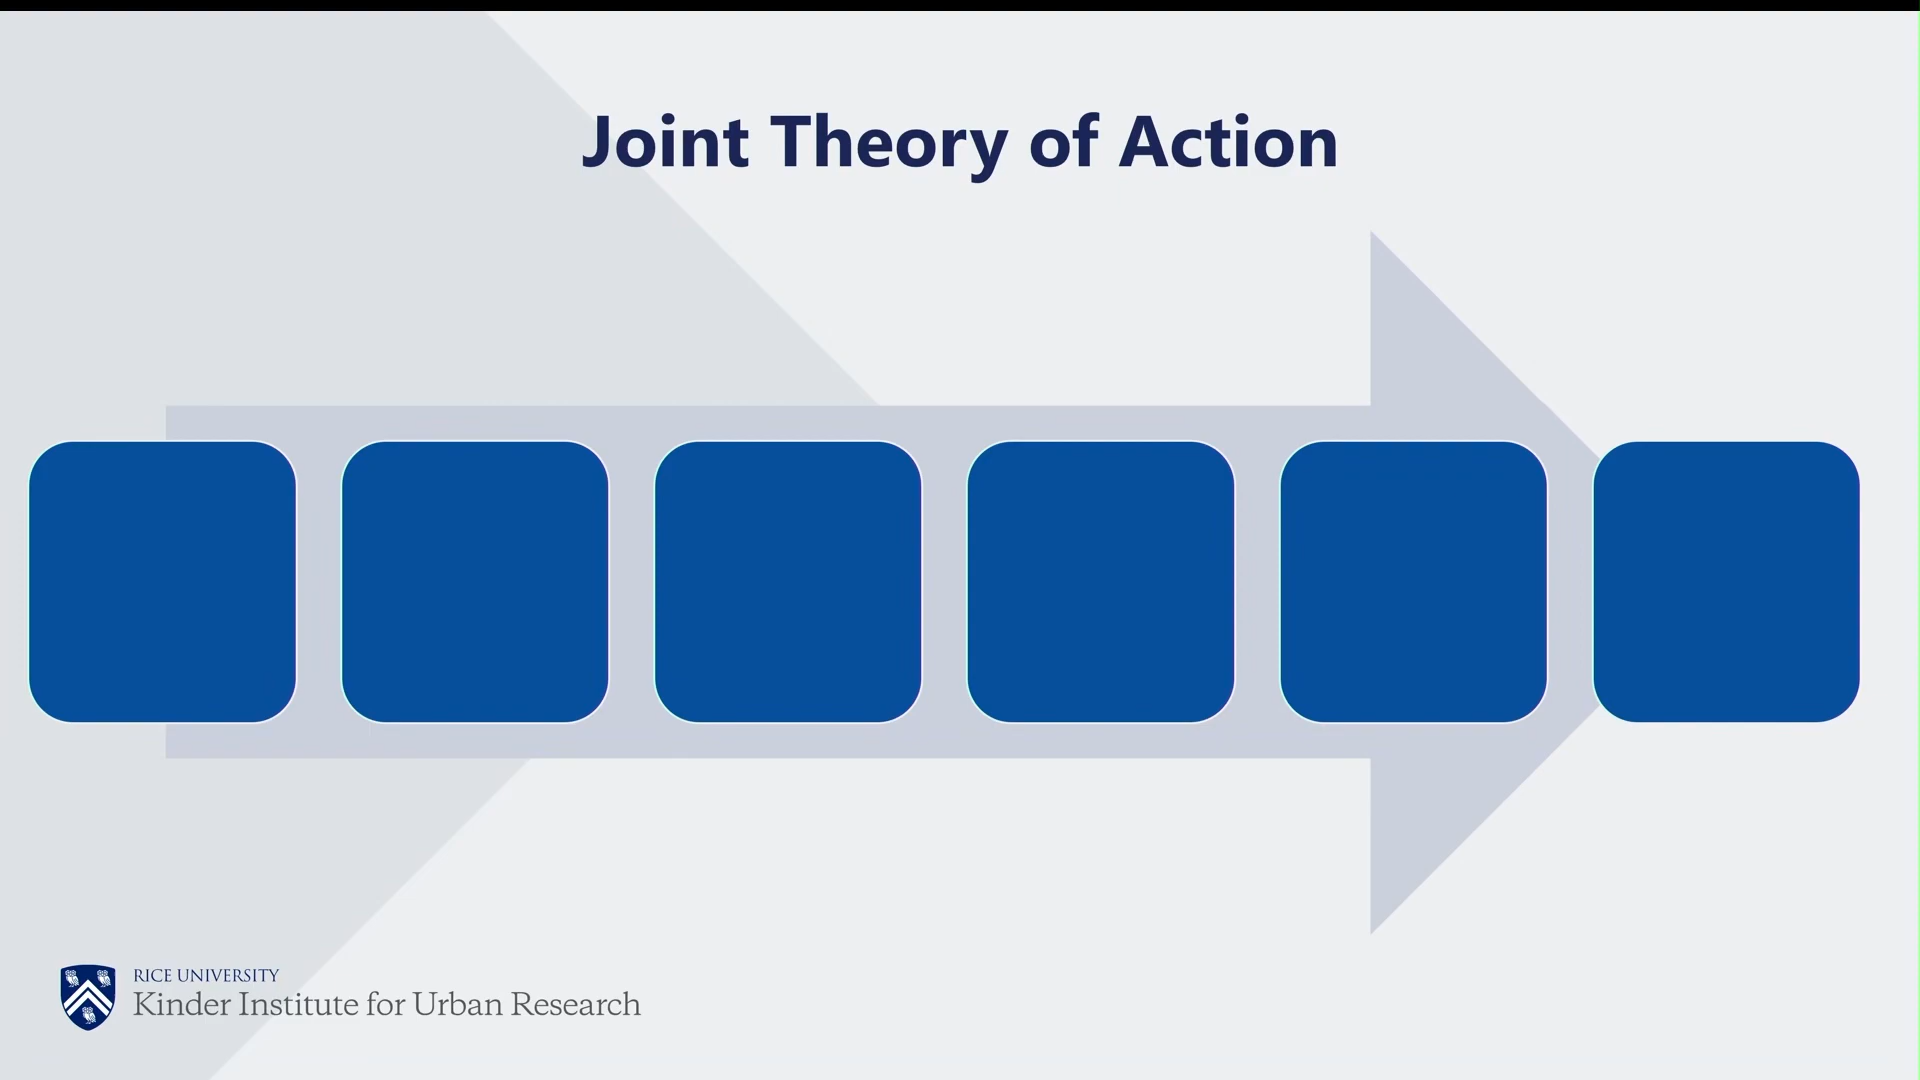 Joint Theory of Action
RICE UNIVERSITY
Kinder Institute for Urban Research